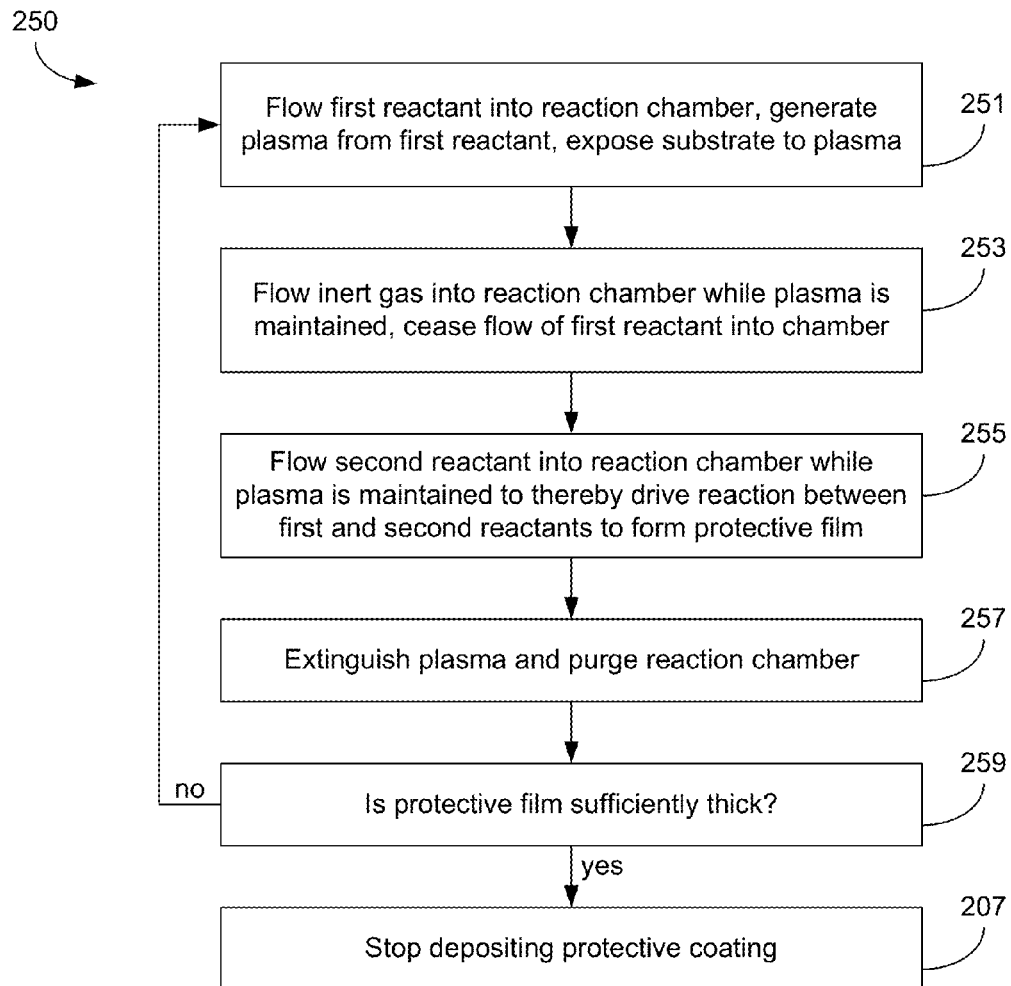 250
Flow first reactant into reaction chamber, generate
plasma from first reactant, expose substrate to plasma
251
Flow inert gas into reaction chamber while plasma is
maintained, cease flow of first reactant into chamber
253
Flow second reactant into reaction chamber while
plasma is maintained to thereby drive reaction between
first and second reactants to form protective film
255
Extinguish plasma and purge reaction chamber
257
Is protective film sufficiently thick?
259
no
yes
Stop depositing protective coating
207